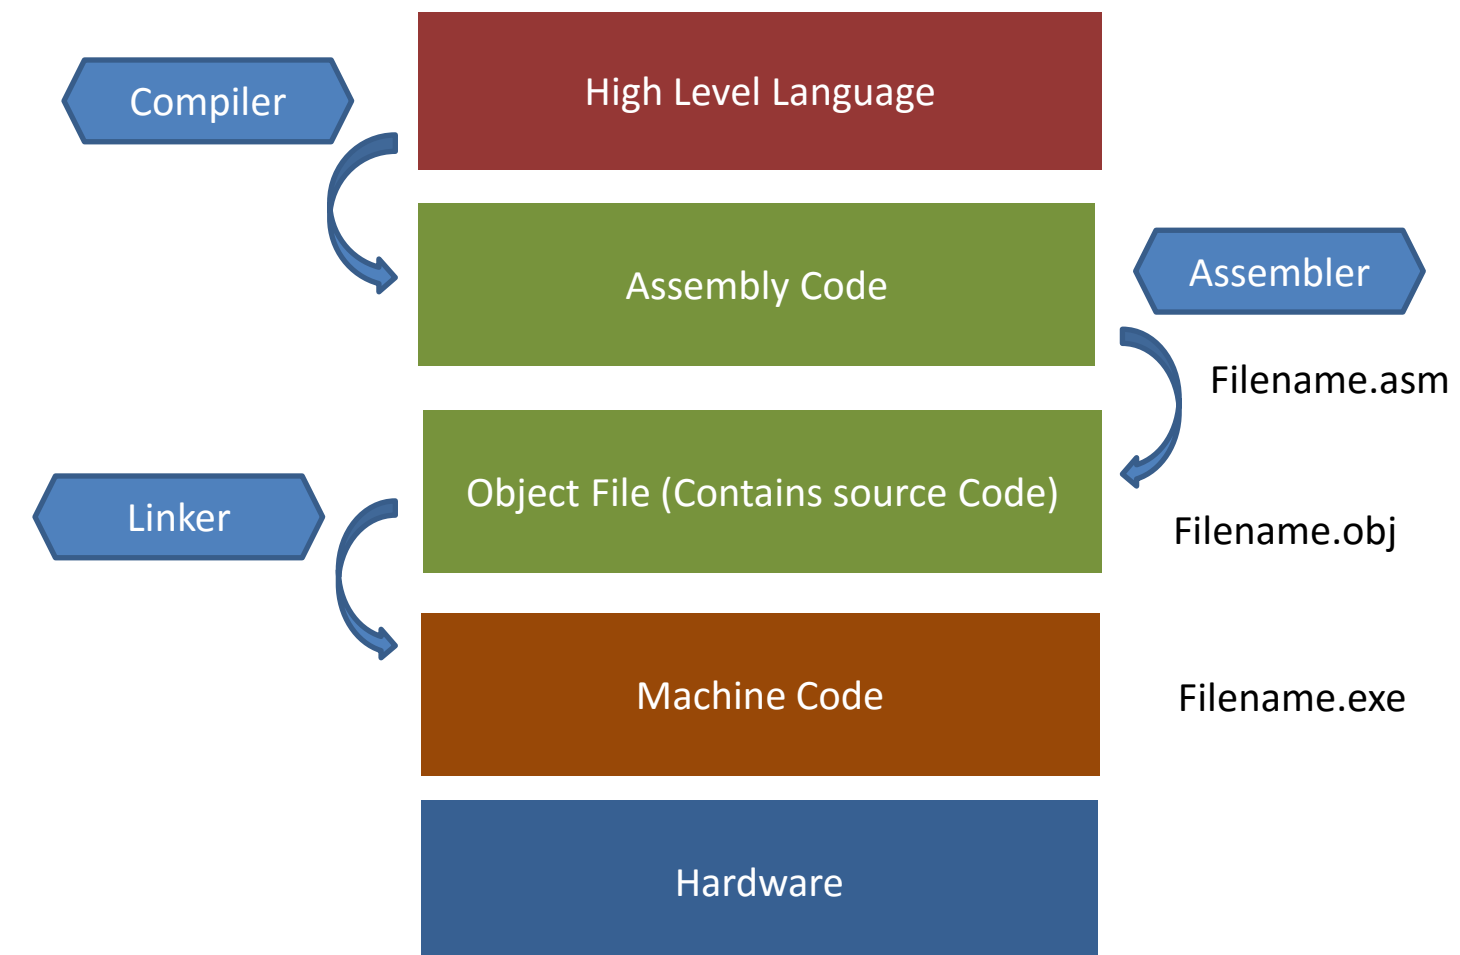 High Level Language
Compiler
Assembly Code
Assembler
Filename.asm
Object File (Contains source Code)
Linker
Filename.obj
Machine Code
Filename.exe
Hardware